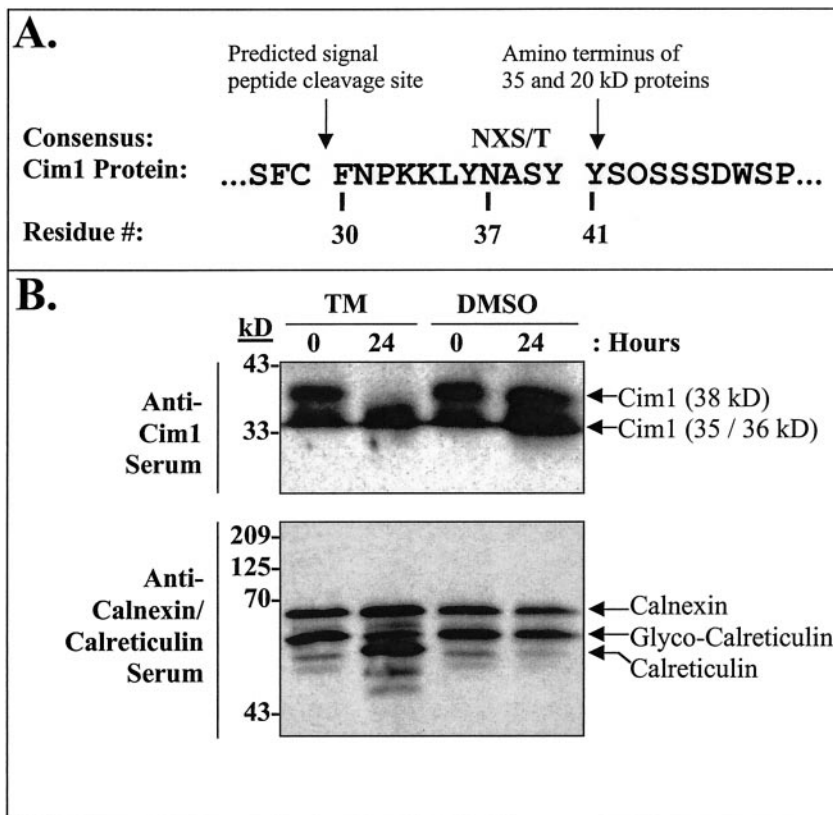 A.
Predicted signal
peptide cleavage site
Amino terminus of
35 and 20 kD proteins
Consensus: NXS/T
Cim1 Protein: ...SFC FNPKKLYNASY YSOSSSDWSP...
Residue #: 30 37 41
B.
TM DMSO
kD 0 24 0 24 : Hours
43-
33-
Anti-
Cim1
Serum
Cim1 (38 kD)
Cim1 (35 / 36 kD)
209-
125-
70-
43-
Anti-
Calnexin/
Calreticulin
Serum
Calnexin
Glyco-Calreticulin
Calreticulin